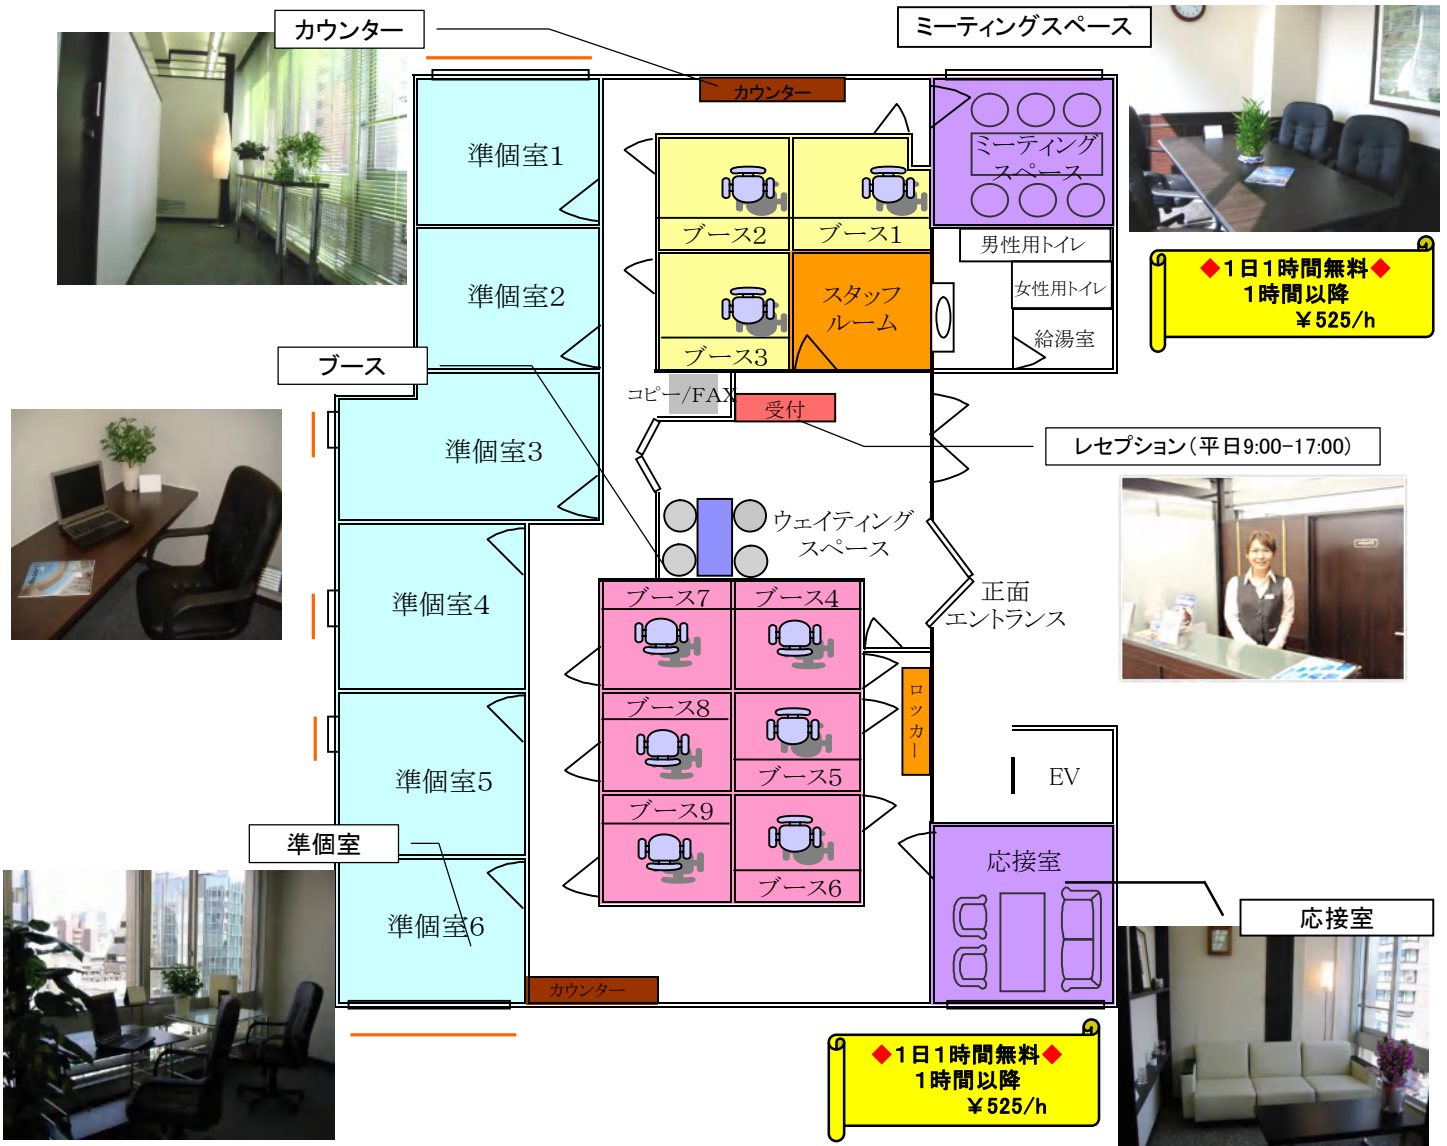 カウンター
ミーティングスペース
カウンター
準個室1
ミーティング
スペース
ブース2
ブース1
男性用トイレ
女性用トイレ
給湯室
◆1日1時間無料◆
1時間以降
¥525/h
準個室2
スタッフ
ルーム
ブース3
ブース
コピー/FAX
受付
レセプション(平日9:00-17:00)
準個室3
ウェイティング
スペース
正面
エントランス
準個室4
ブース7
ブース4
ロッカー
ブース8
ブース5
準個室5
EV
ブース9
ブース6
準個室
応接室
準個室6
応接室
カウンター
◆1日1時間無料◆
1時間以降
¥525/h